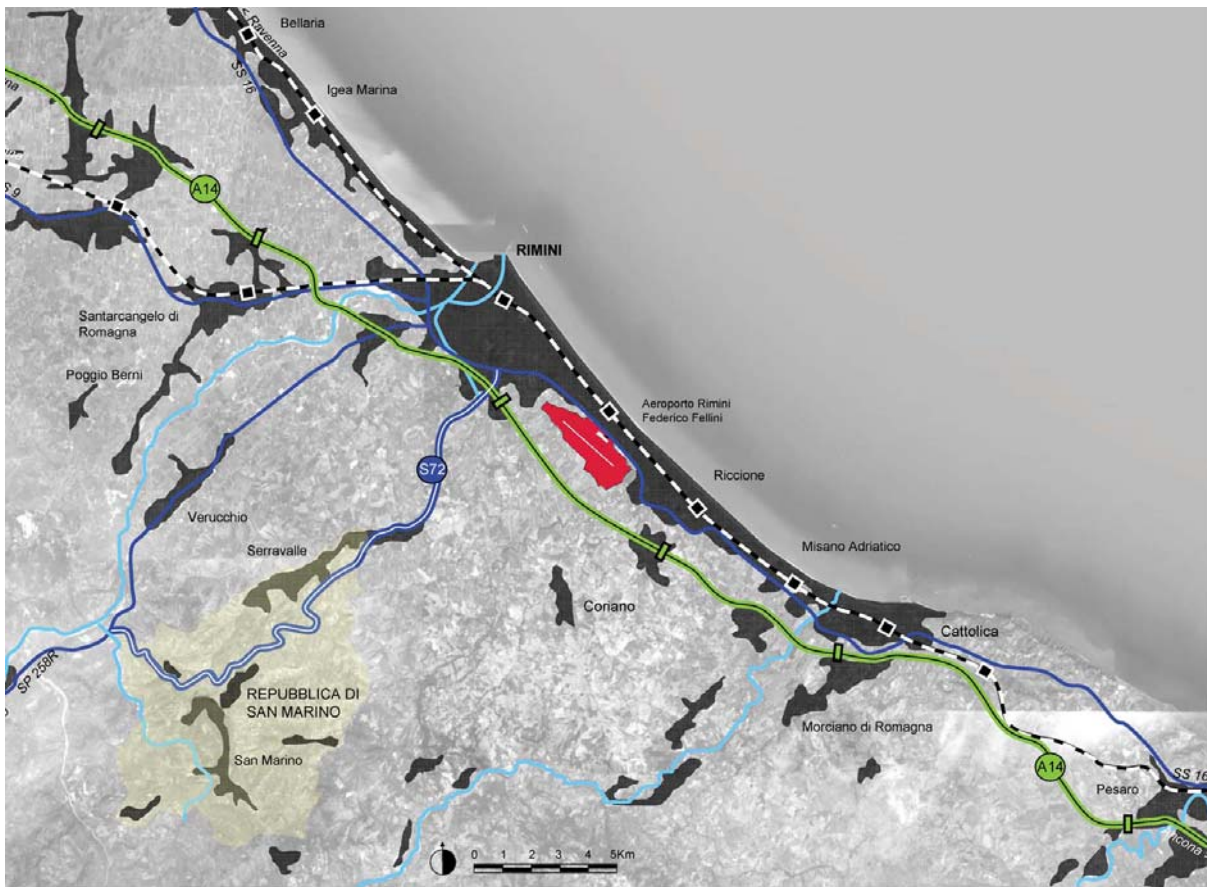 Bellaria
< Ravenna
SS 16
Igea Marina
A14
SS 9
RIMINI
Santarcangelo di
Romagna
Poggio Berni
Aeroporto Rimini
Federico Fellini
S72
Riccione
Verucchio
Serravalle
Misano Adriatico
Coriano
Cattolica
SP 258R
REPUBBLICA DI
SAN MARINO
San Marino
Morciano di Romagna
A14
SS 16
Pesaro
0 1 2 3 4 5Km